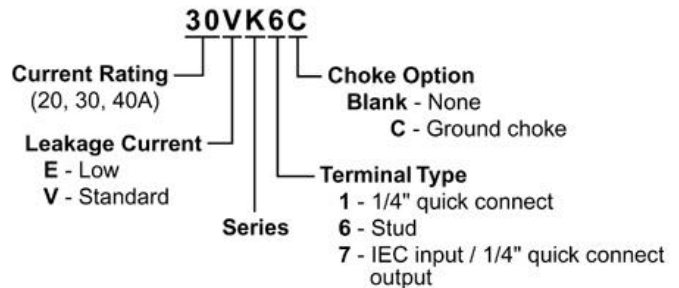 30VK6C
Current Rating
(20, 30, 40A)
Leakage Current
E - Low
V - Standard
Series
Choke Option
Blank - None
C - Ground choke
Terminal Type
1 - 1/4" quick connect
6 - Stud
7 - IEC input / 1/4" quick connect
output